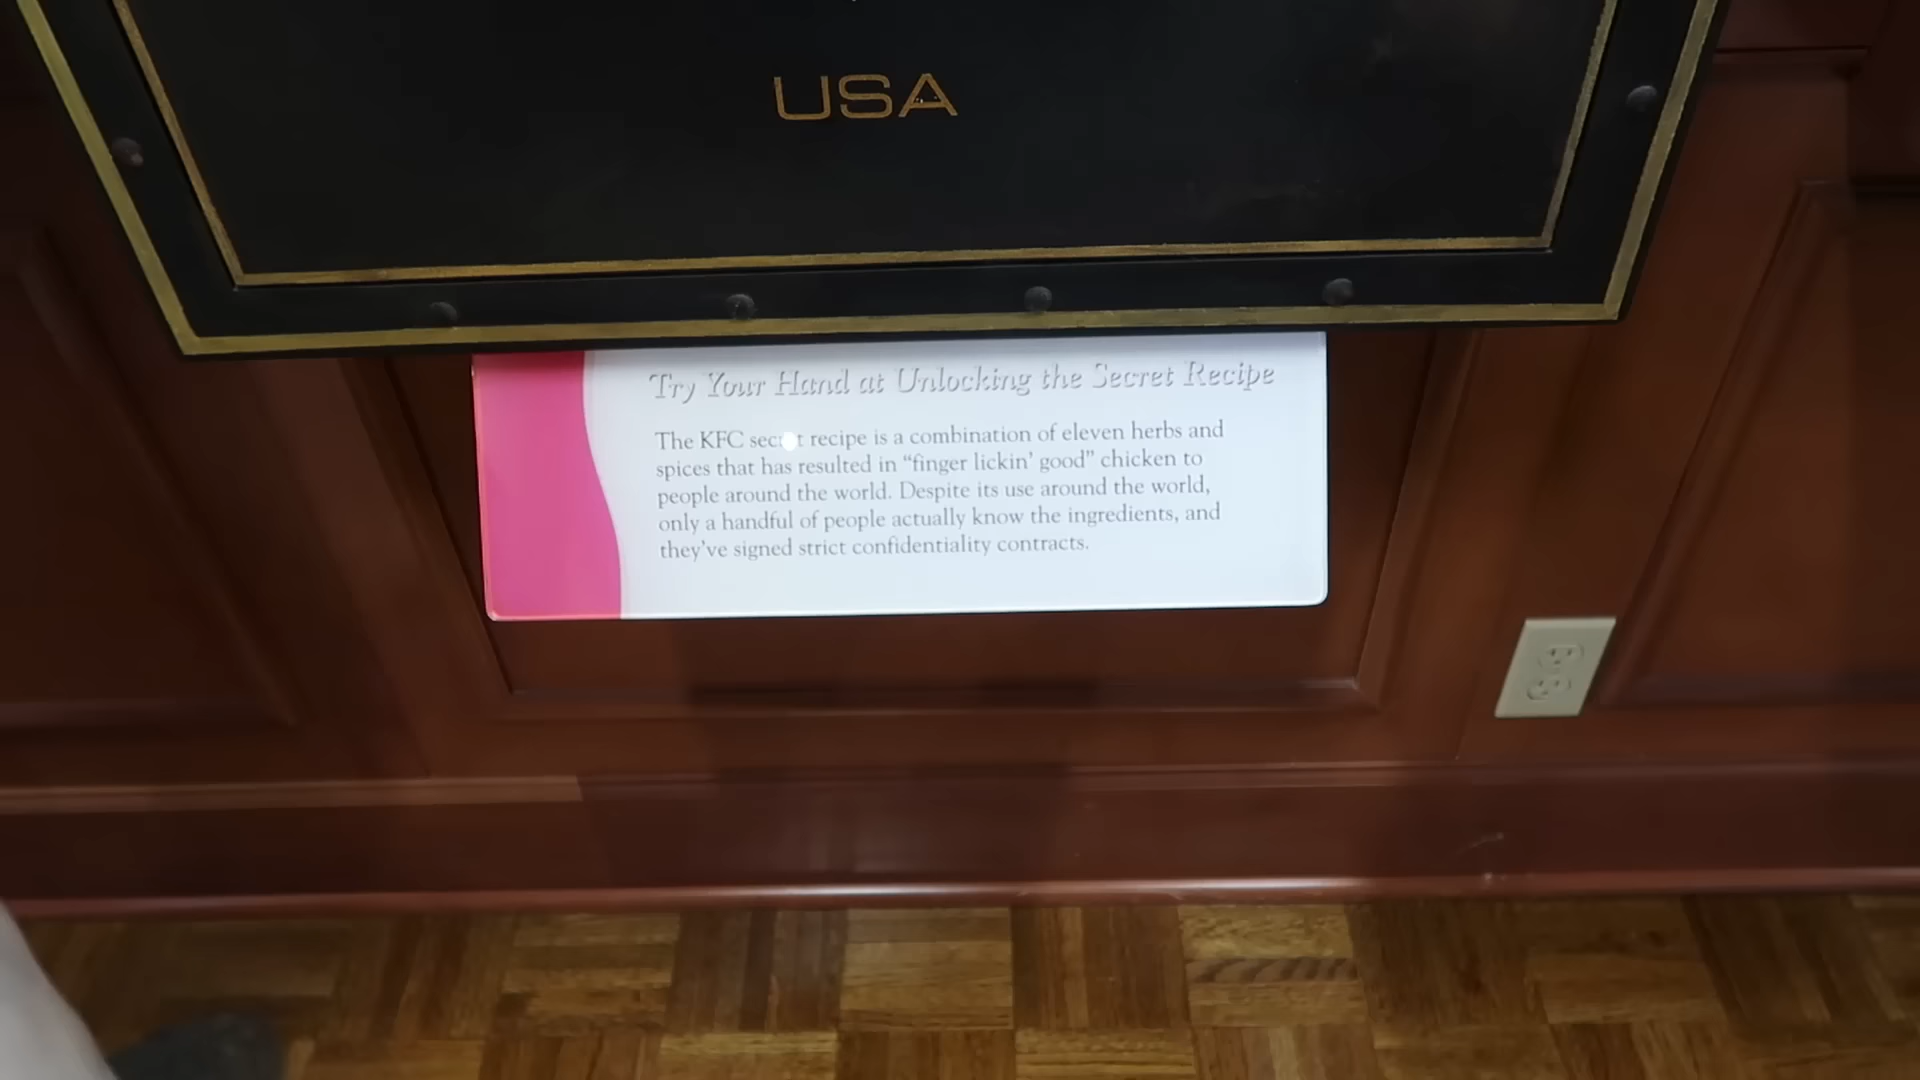 USA
Try Your Hand at Unlocking the Secret Recipe
The KFC secret recipe is a combination of eleven herbs and
spices that has resulted in “finger lickin’ good” chicken to
people around the world. Despite its use around the world,
only a handful of people actually know the ingredients, and
they’ve signed strict confidentiality contracts.